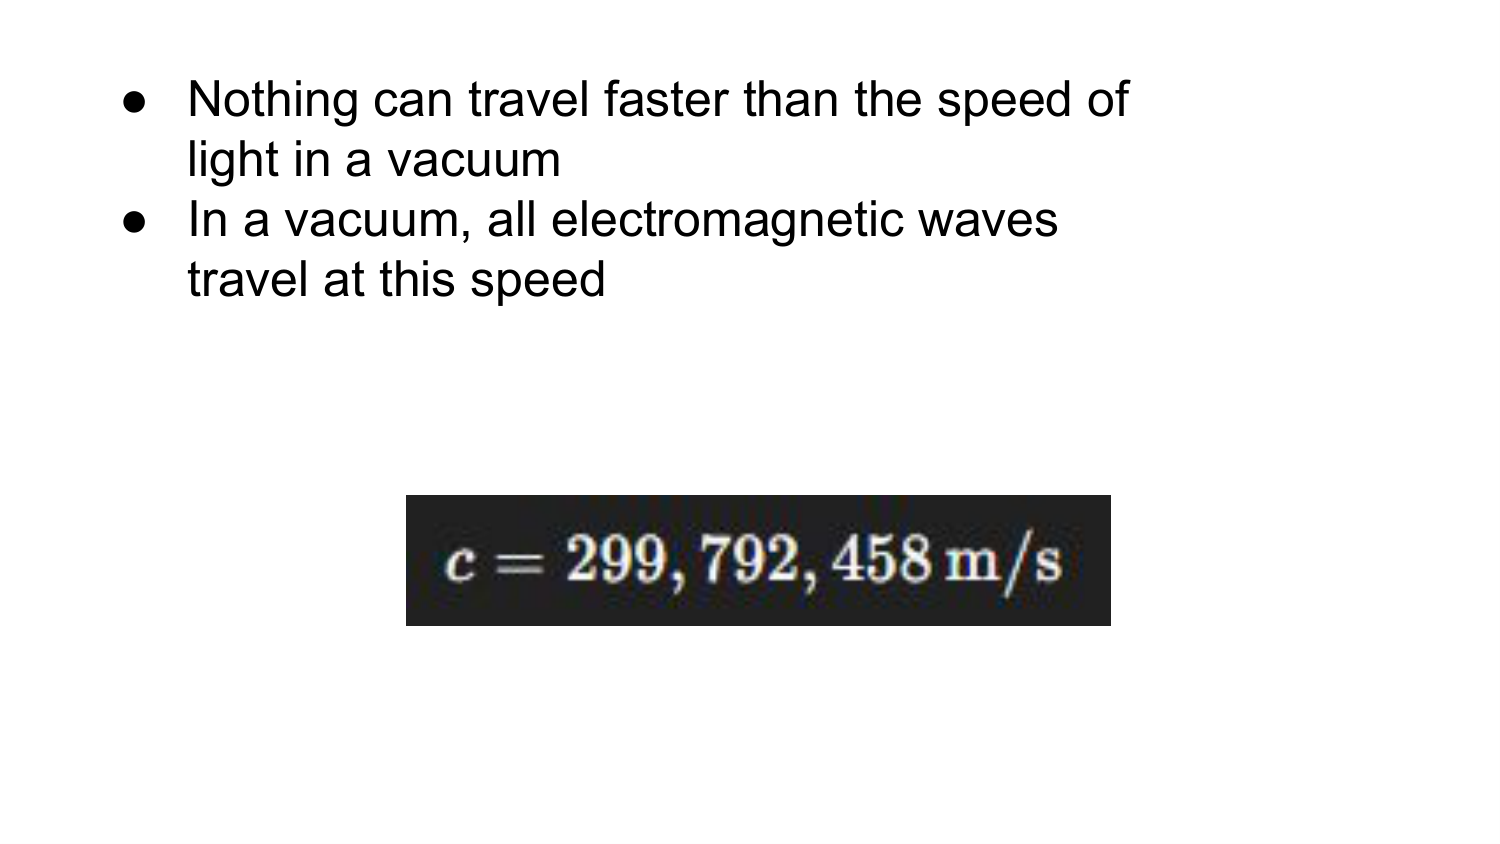 ● Nothing can travel faster than the speed of
light in a vacuum
● In a vacuum, all electromagnetic waves
travel at this speed
c = 299,792,458 m/s